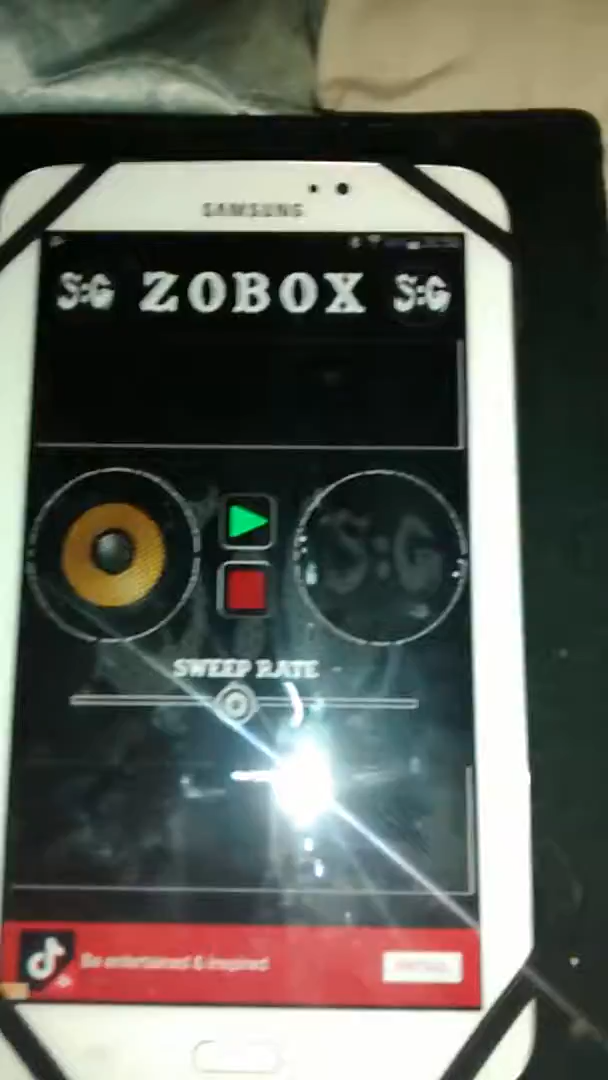 SAMSUNG
S:G ZOBOX S:G
S:G
SWEEP RATE
Be entertained & inspired